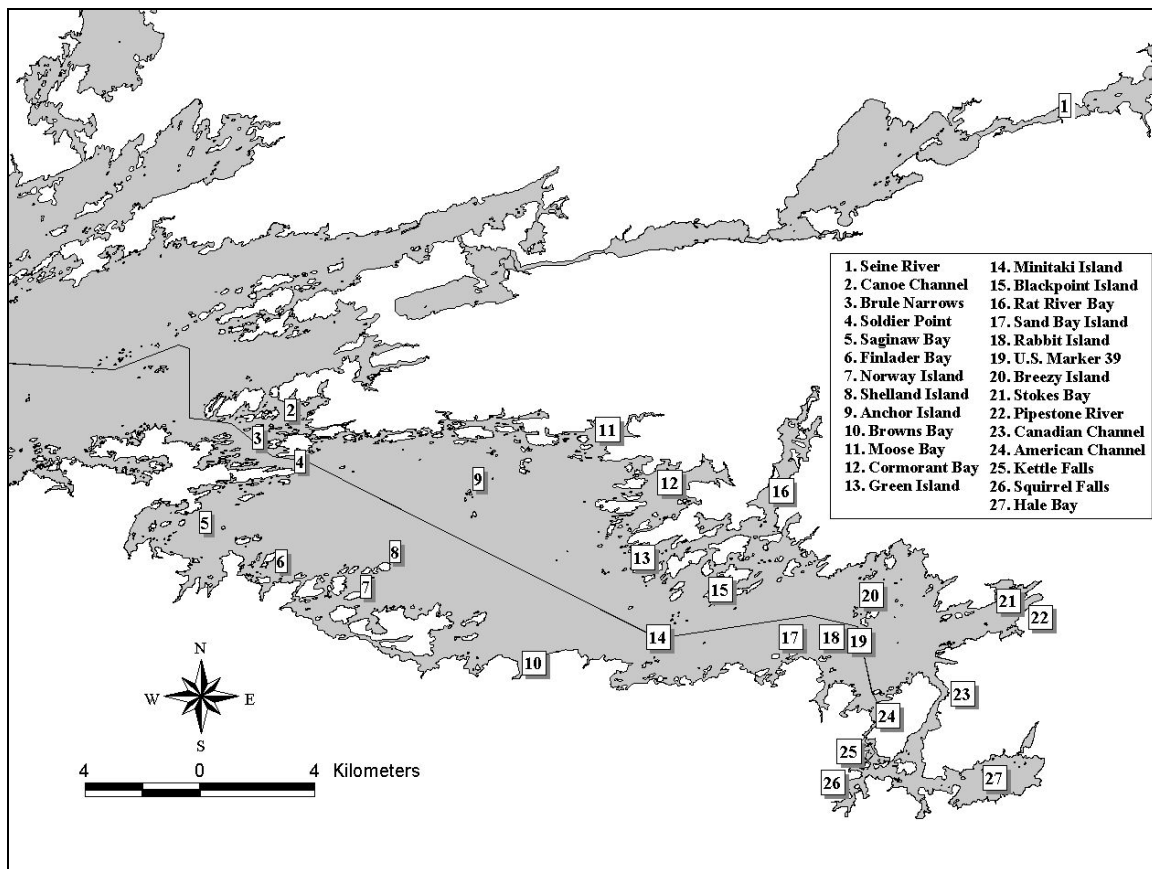 1
1. Seine River
2. Canoe Channel
3. Brule Narrows
4. Soldier Point
5. Saginaw Bay
6. Finlader Bay
7. Norway Island
8. Shelland Island
9. Anchor Island
10. Browns Bay
11. Moose Bay
12. Cormorant Bay
13. Green Island
14. Minitaki Island
15. Blackpoint Island
16. Rat River Bay
17. Sand Bay Island
18. Rabbit Island
19. U.S. Marker 39
20. Breezy Island
21. Stokes Bay
22. Pipestone River
23. Canadian Channel
24. American Channel
25. Kettle Falls
26. Squirrel Falls
27. Hale Bay
2
3
11
4
9
12
16
5
8
13
6
7
15
20
21
22
14
17
18
19
10
23
24
25
27
26
N
W E
S
4 0 4 Kilometers